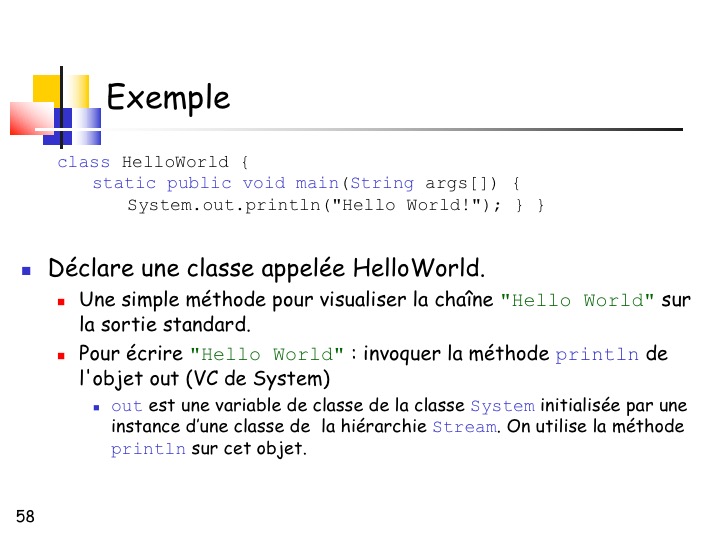 Exemple
class HelloWorld {
static public void main(String args[]) {
System.out.println("Hello World!"); } }
Déclare une classe appelée HelloWorld.
Une simple méthode pour visualiser la chaîne "Hello World" sur
la sortie standard.
Pour écrire "Hello World" : invoquer la méthode println de
l'objet out (VC de System)
out est une variable de classe de la classe System initialisée par une
instance d'une classe de la hiérarchie Stream. On utilise la méthode
println sur cet objet.
58